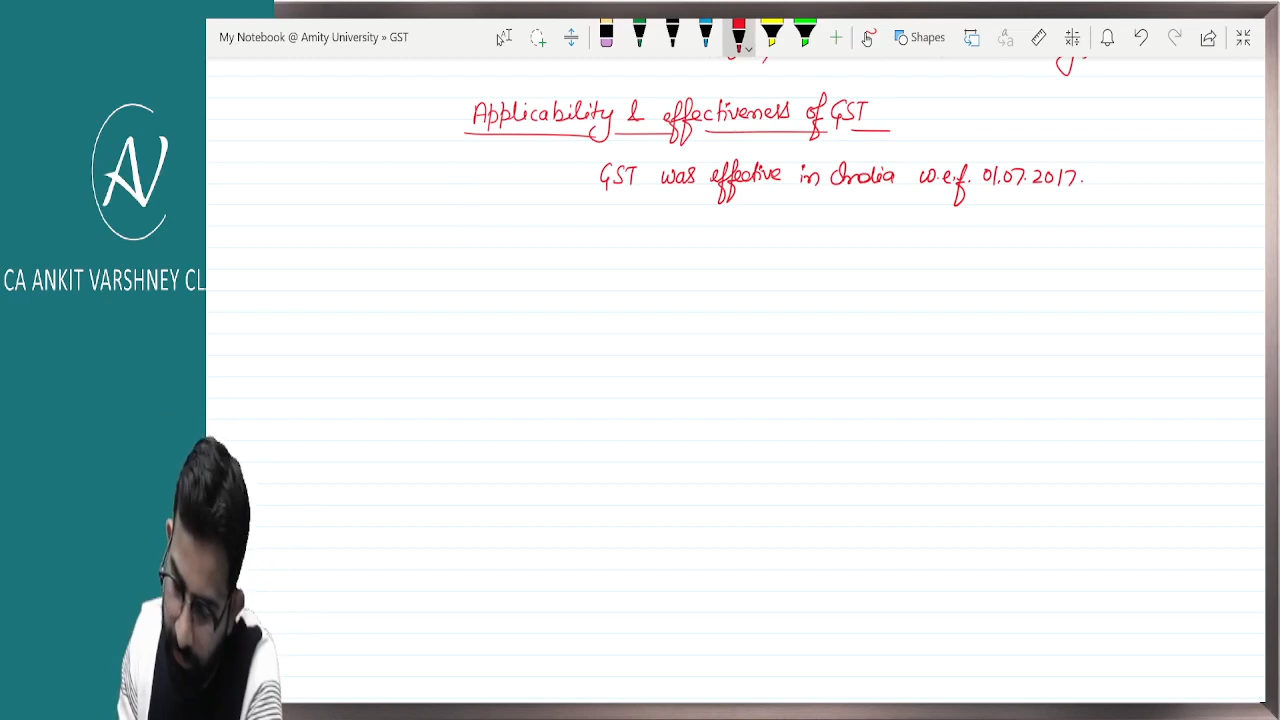 My Notebook @ Amity University » GST
Shapes
Applicability & effectiveness of GST
GST was effective in India w.e.f. 01.07.2017.
AV
CA ANKIT VARSHNEY CL